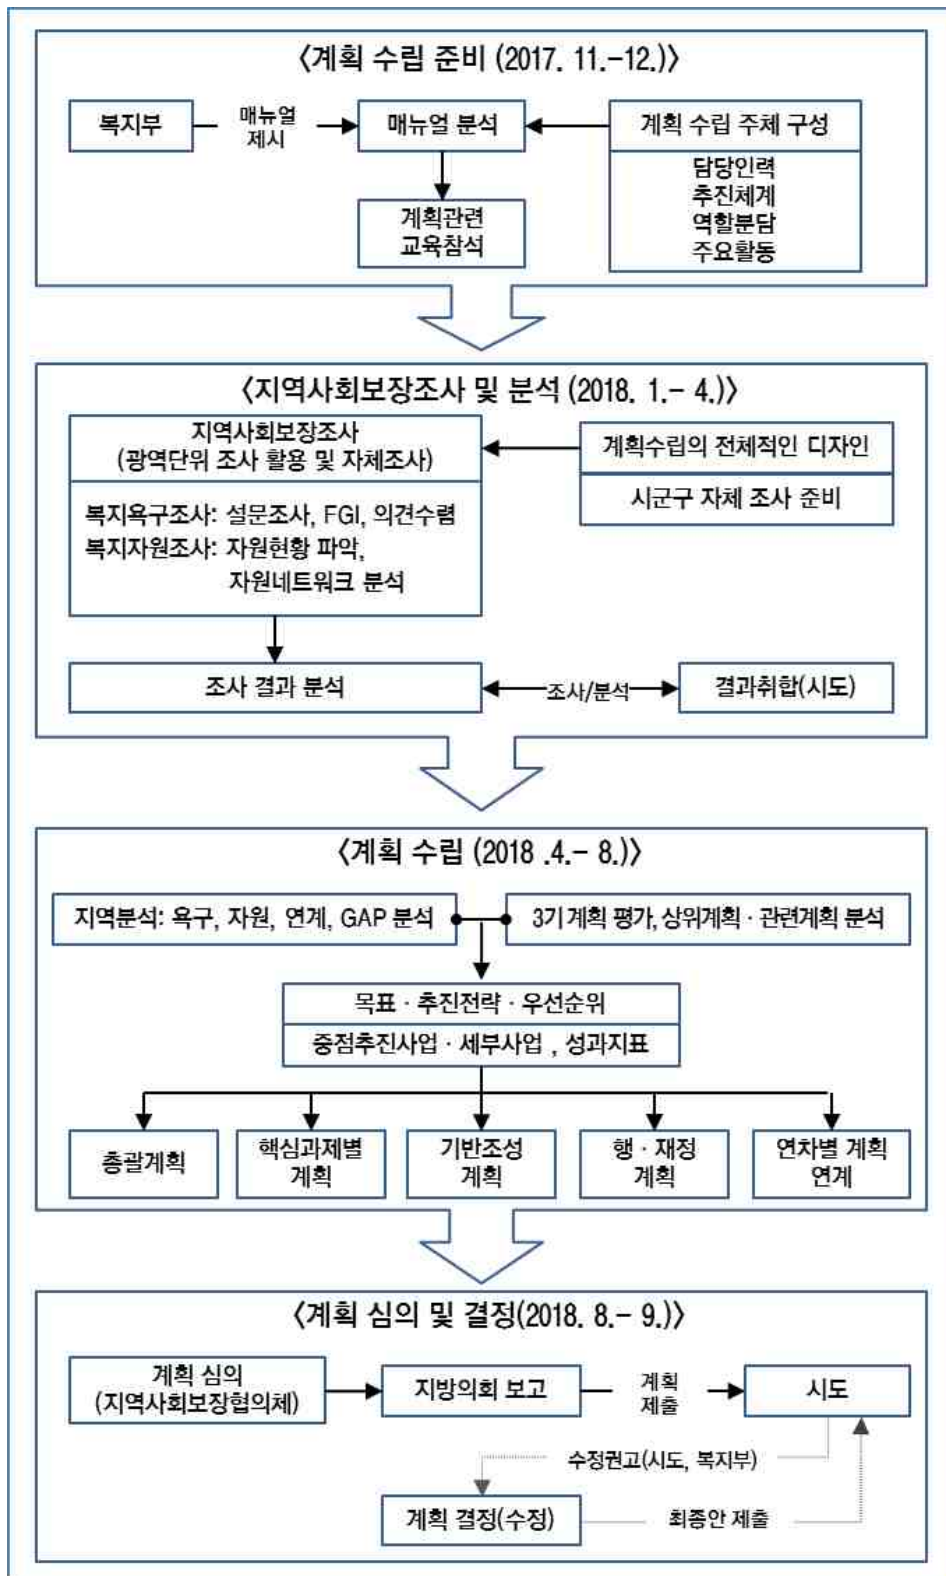 〈계획 수립 준비 (2017. 11.-12.)〉
복지부
매뉴얼
제시
매뉴얼 분석
계획 수립 주체 구성
담당인력
추진체계
역할분담
주요활동
계획관련
교육참석
〈지역사회보장조사 및 분석 (2018. 1.- 4.)〉
지역사회보장조사
(광역단위 조사 활용 및 자체조사)
계획수립의 전체적인 디자인
시군구 자체 조사 준비
복지욕구조사: 설문조사, FGI, 의견수렴
복지자원조사: 자원현황 파악,
자원네트워크 분석
조사 결과 분석
조사/분석
결과취합(시도)
〈계획 수립 (2018 .4.- 8.)〉
지역분석: 욕구, 자원, 연계, GAP 분석
3기 계획 평가, 상위계획 · 관련계획 분석
목표 · 추진전략 · 우선순위
중점추진사업 · 세부사업 , 성과지표
총괄계획
핵심과제별
계획
기반조성
계획
행 · 재정
계획
연차별 계획
연계
〈계획 심의 및 결정(2018. 8.- 9.)〉
계획 심의
(지역사회보장협의체)
지방의회 보고
계획
제출
시도
수정권고(시도, 복지부)
계획 결정(수정)
최종안 제출